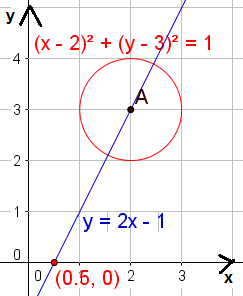 y
4
(x - 2)² + (y - 3)² = 1
3
A
2
1
y = 2x - 1
0
0
2
3
x
(0.5, 0)